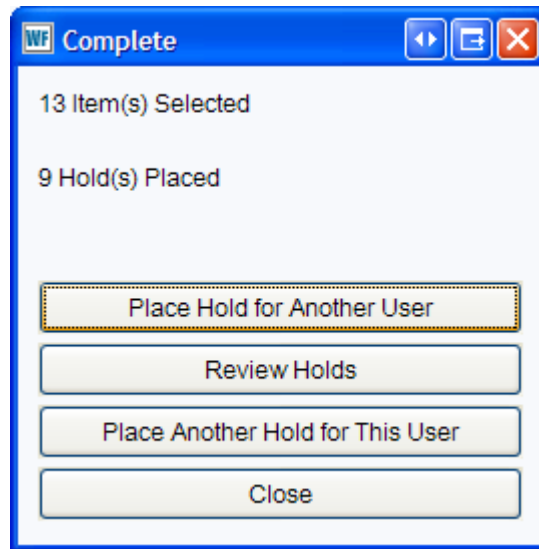 WF Complete
13 Item(s) Selected
9 Hold(s) Placed
Place Hold for Another User
Review Holds
Place Another Hold for This User
Close